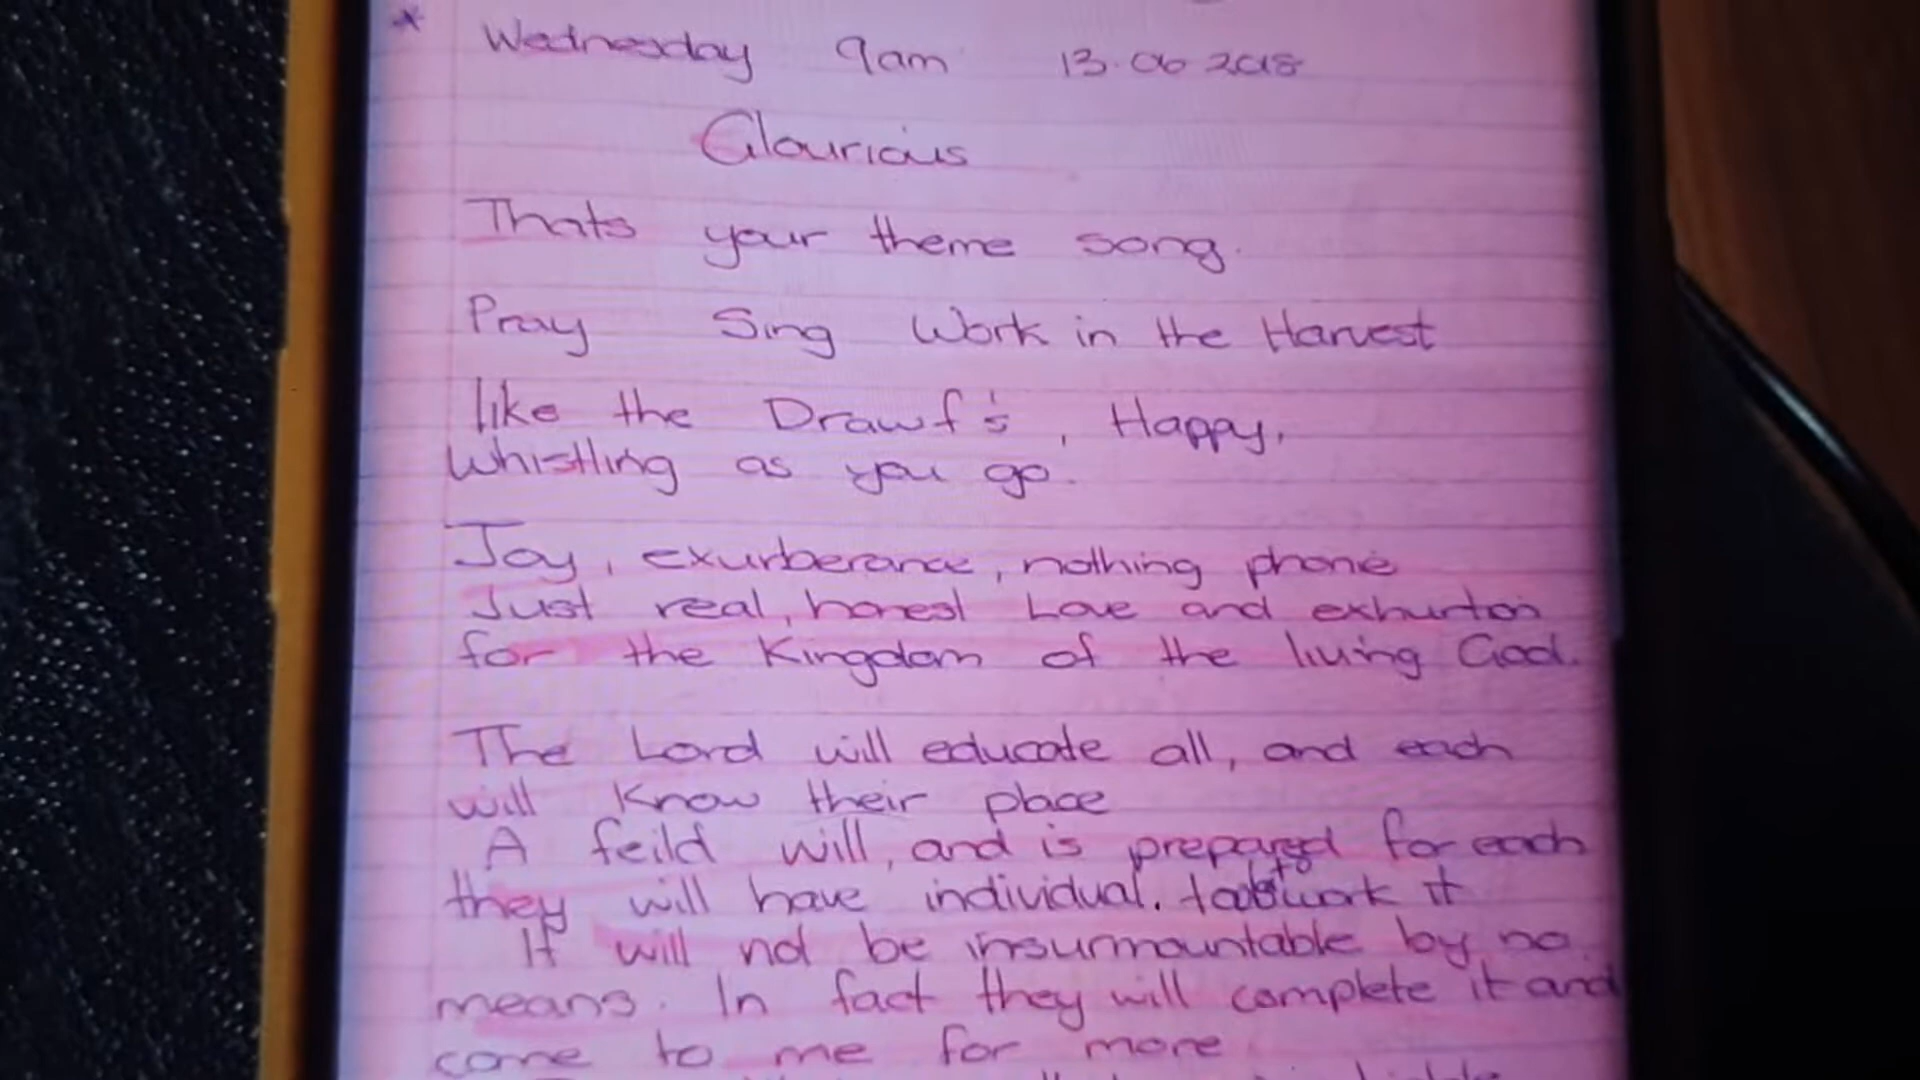 * Wednesday 9am 13.06 2018
Glourious
Thats your theme song.
Pray Sing Work in the Harvest
like the Drawf's, Happy,
Whistling as you go.
Joy, exurberance, nothing phone
Just real, honest Love and exhurton
for the Kingdom of the living God.
The Lord will educate all, and each
will Know their place
A feild will, and is prepared for each
they will have individual. to work it
It will not be insurmountable by no
means. In fact they will complete it and
come to me for more